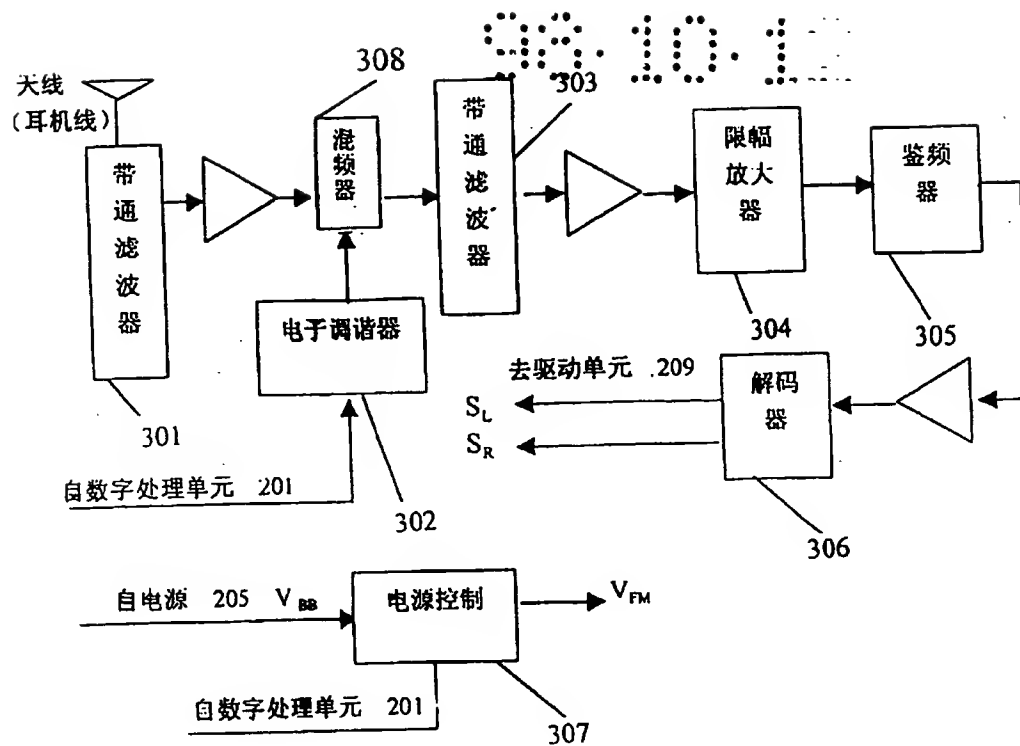 98·10·1
308
天线
(耳机线)
303
带通滤波器
混频器
带通滤波器
限幅放大器
鉴频器
电子调谐器
304
305
301
302
去驱动单元 .209
解码器
S_L
S_R
自数字处理单元 201
306
自电源 205 V_BB
电源控制
V_FM
自数字处理单元 201
307